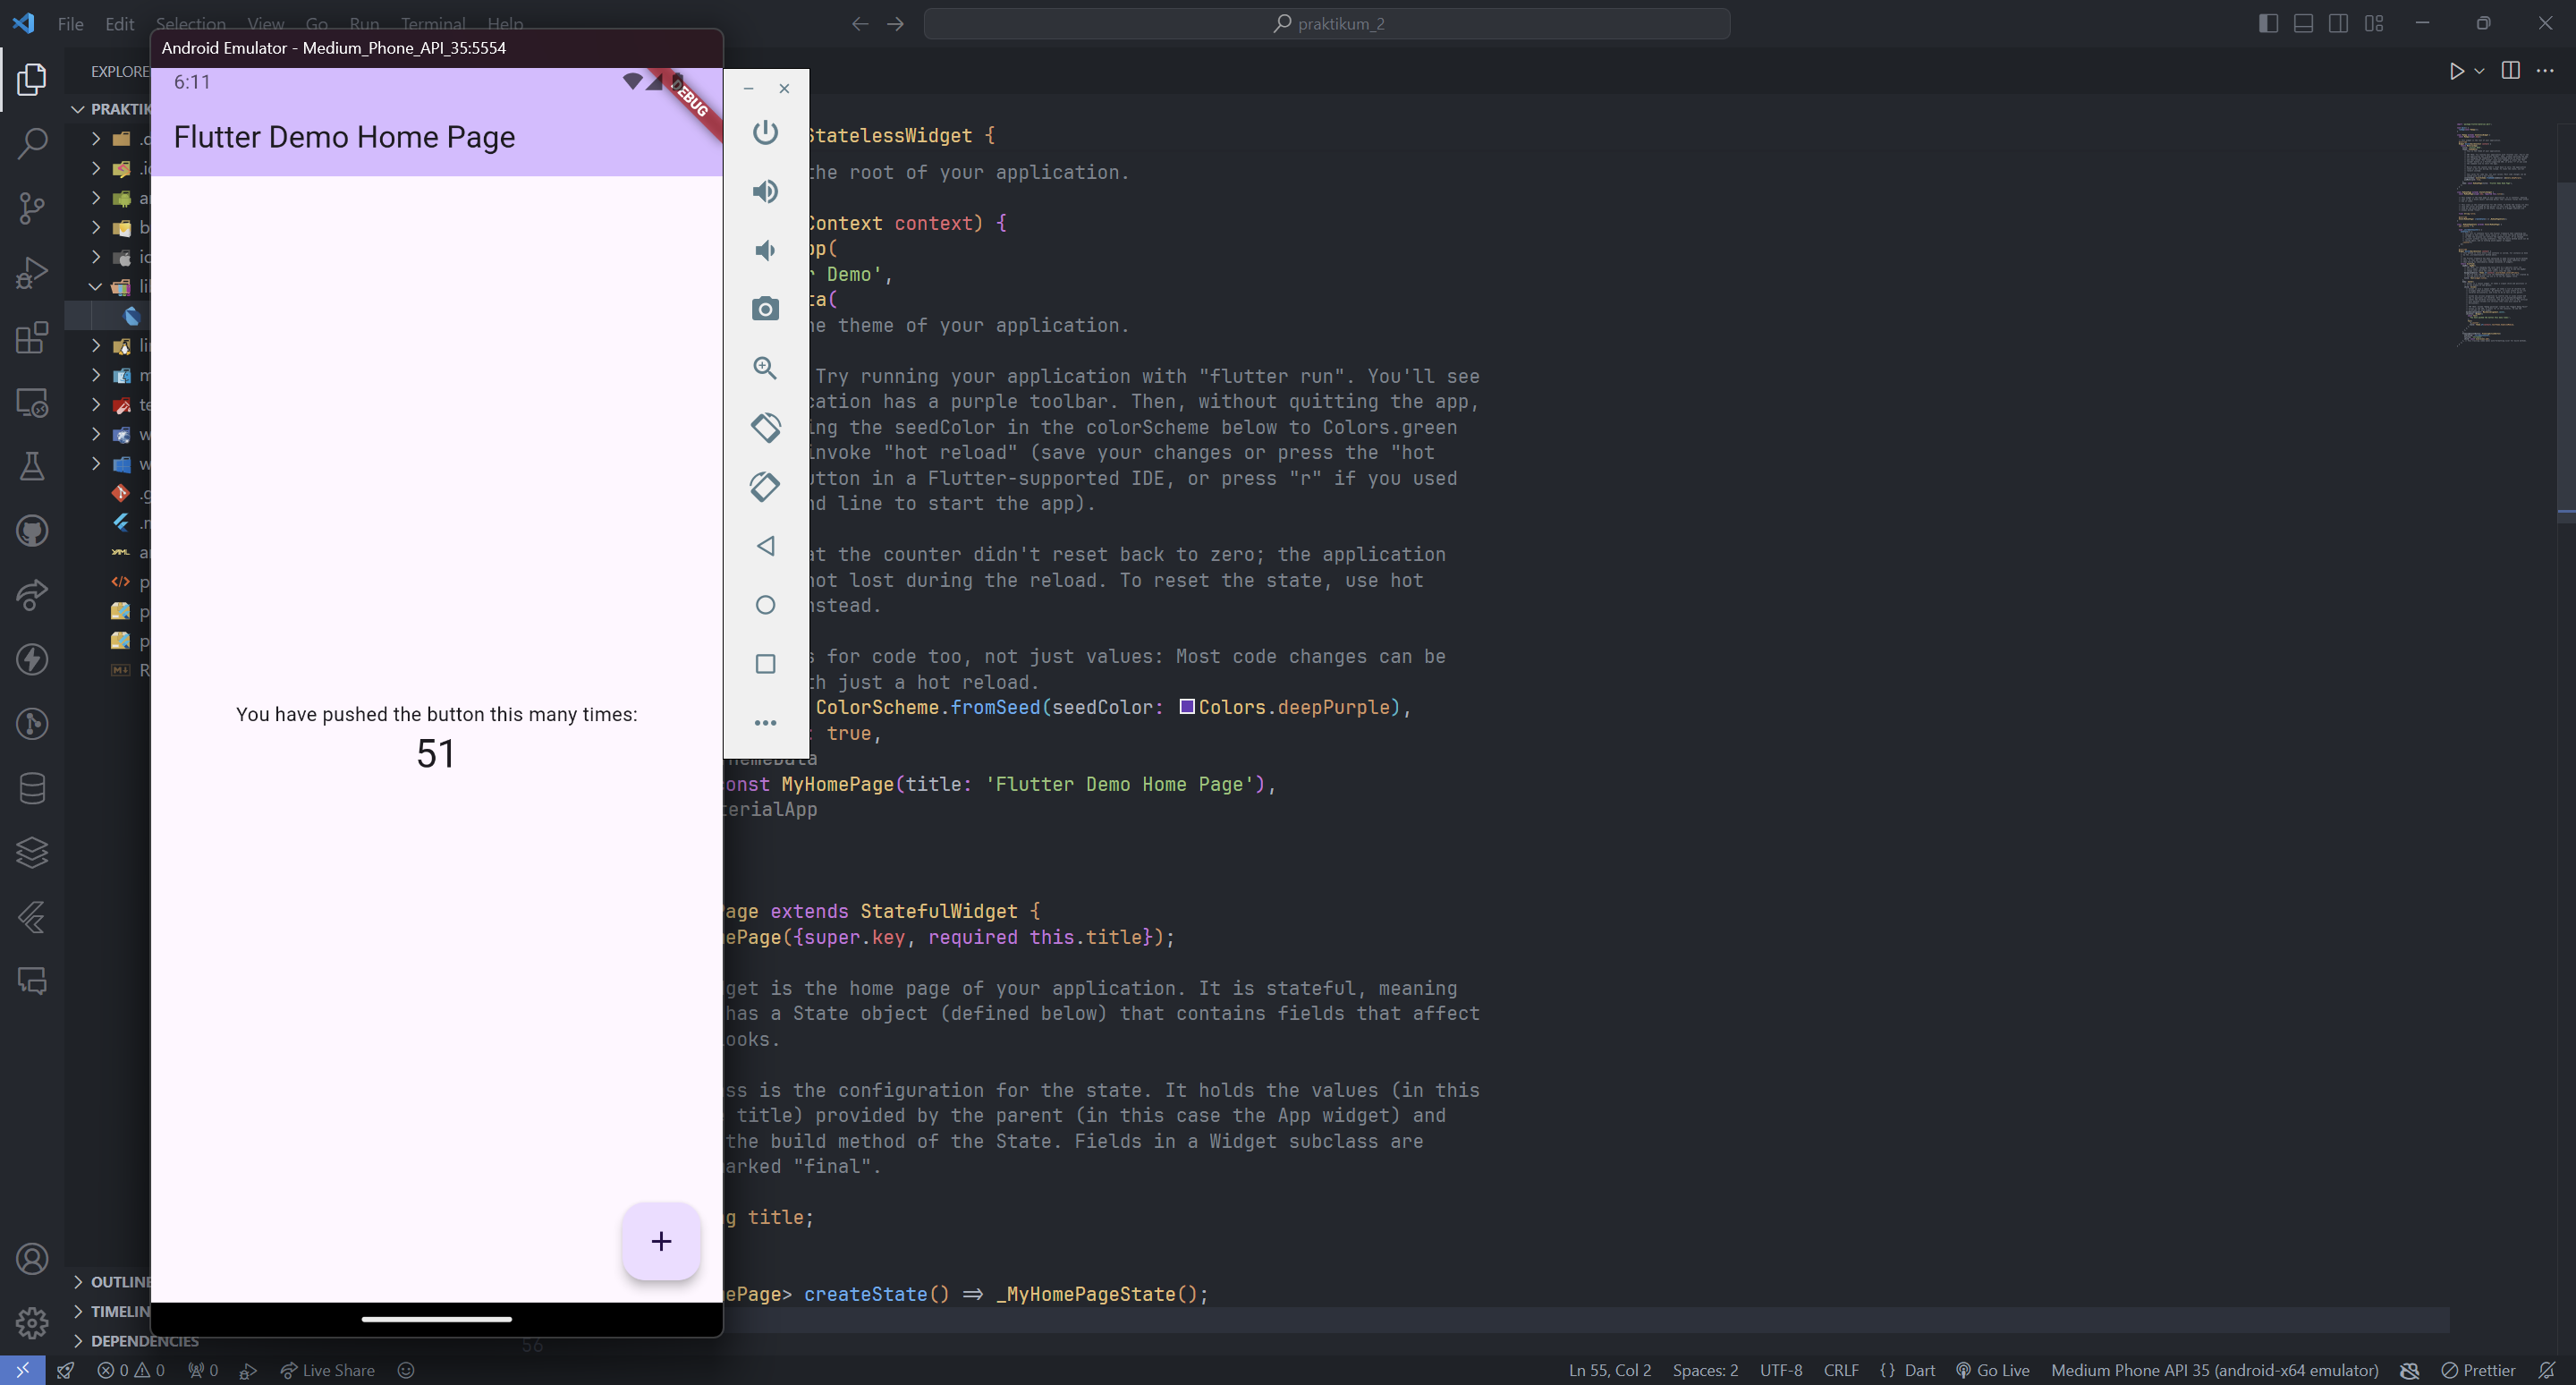 File Edit Selection View Go Run Terminal Help
praktikum_2
Android Emulator - Medium_Phone_API_35:5554
6:11
DEBUG
Flutter Demo Home Page
You have pushed the button this many times:
51
+
EXPLORE
PRAKTIK
OUTLINE
TIMELIN
DEPENDENCIES
StatelessWidget {
the root of your application.
Context context) {
pp(
r Demo',
ta(
he theme of your application.
Try running your application with "flutter run". You'll see
cation has a purple toolbar. Then, without quitting the app,
ing the seedColor in the colorScheme below to Colors.green
invoke "hot reload" (save your changes or press the "hot
utton in a Flutter-supported IDE, or press "r" if you used
nd line to start the app).
at the counter didn't reset back to zero; the application
not lost during the reload. To reset the state, use hot
nstead.
s for code too, not just values: Most code changes can be
th just a hot reload.
ColorScheme.fromSeed(seedColor: Colors.deepPurple),
: true,
hemeData
onst MyHomePage(title: 'Flutter Demo Home Page'),
terialApp
Page extends StatefulWidget {
ePage({super.key, required this.title});
get is the home page of your application. It is stateful, meaning
has a State object (defined below) that contains fields that affect
ooks.
ss is the configuration for the state. It holds the values (in this
title) provided by the parent (in this case the App widget) and
the build method of the State. Fields in a Widget subclass are
arked "final".
g title;
ePage> createState() => _MyHomePageState();
56
0 0 0 Live Share
Ln 55, Col 2 Spaces: 2 UTF-8 CRLF {} Dart Go Live Medium Phone API 35 (android-x64 emulator) Prettier